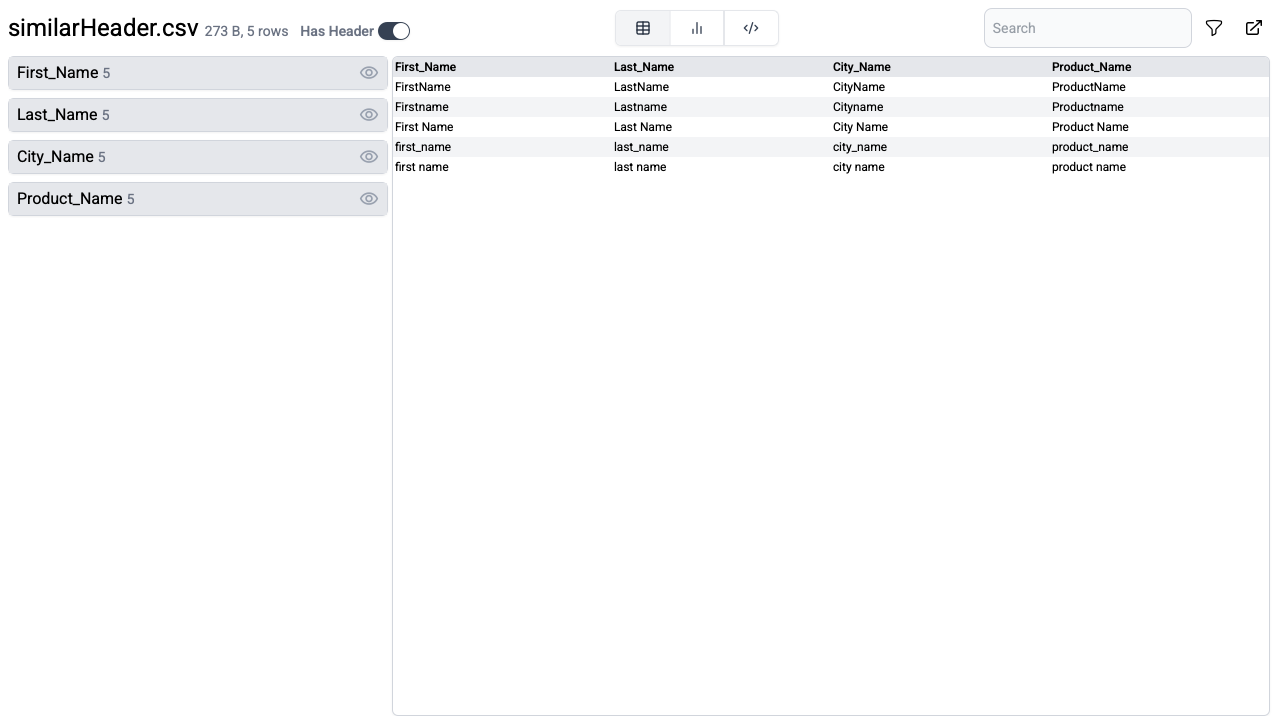 similarHeader.csv 273 B, 5 rows Has Header
Search
First_Name 5
Last_Name 5
City_Name 5
Product_Name 5
First_Name Last_Name City_Name Product_Name
FirstName LastName CityName ProductName
Firstname Lastname Cityname Productname
First Name Last Name City Name Product Name
first_name last_name city_name product_name
first name last name city name product name